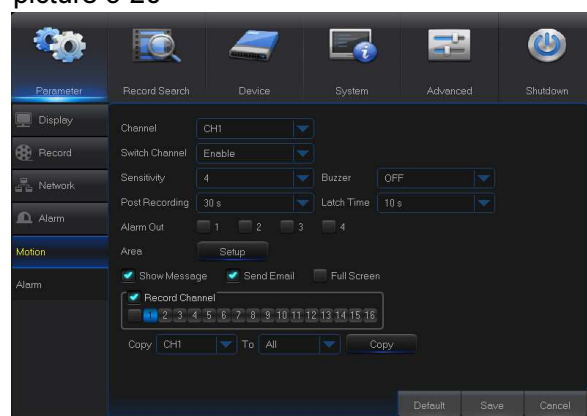 picture 3-20
Parameter Record Search Device System Advanced Shutdown
Display
Record
Network
Alarm
Motion
Alarm
Channel CH1
Switch Channel Enable
Sensitivity 4 Buzzer OFF
Post Recording 30 s Latch Time 10 s
Alarm Out 1 2 3 4
Area Setup
Show Message Send Email Full Screen
Record Channel
1 2 3 4 5 6 7 8 9 10 11 12 13 14 15 16
Copy CH1 To All Copy
Default Save Cancel